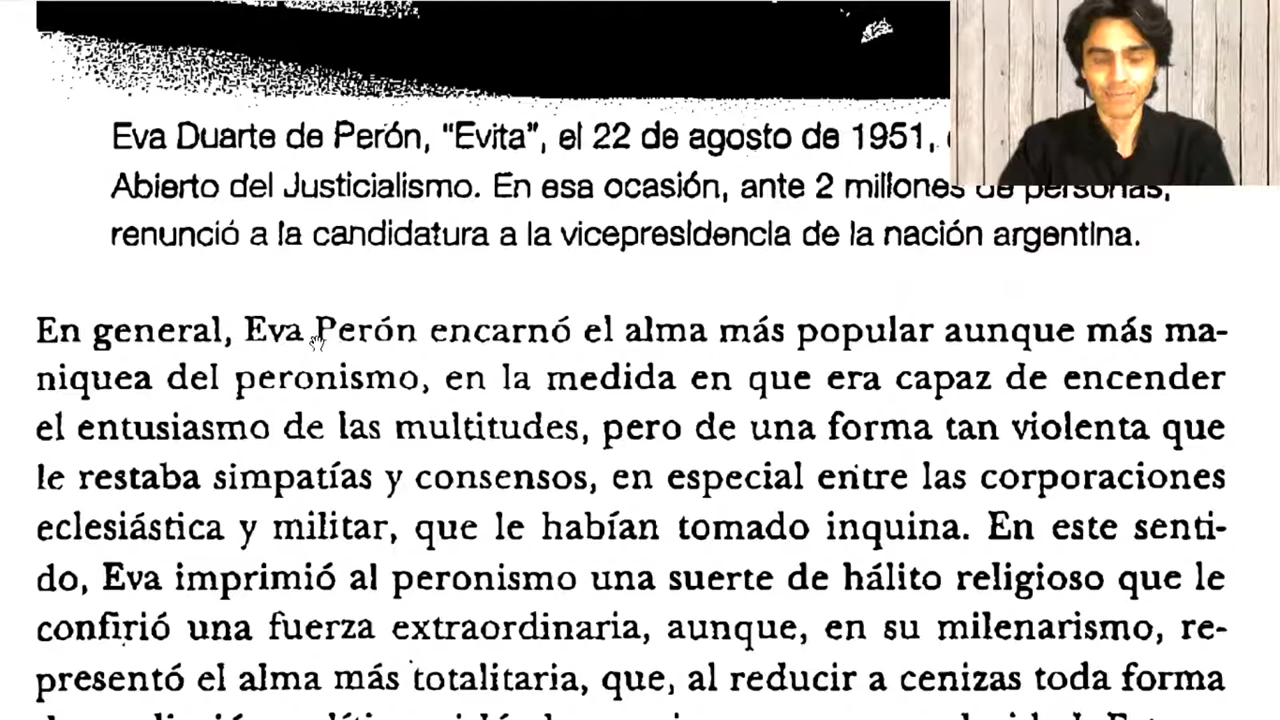 Eva Duarte de Perón, "Evita", el 22 de agosto de 1951,
Abierto del Justicialismo. En esa ocasión, ante 2 millones de personas,
renunció a la candidatura a la vicepresidencia de la nación argentina.
En general, Eva Perón encarnó el alma más popular aunque más ma-
niquea del peronismo, en la medida en que era capaz de encender
el entusiasmo de las multitudes, pero de una forma tan violenta que
le restaba simpatías y consensos, en especial entre las corporaciones
eclesiástica y militar, que le habían tomado inquina. En este senti-
do, Eva imprimió al peronismo una suerte de hálito religioso que le
confirió una fuerza extraordinaria, aunque, en su milenarismo, re-
presentó el alma más totalitaria, que, al reducir a cenizas toda forma